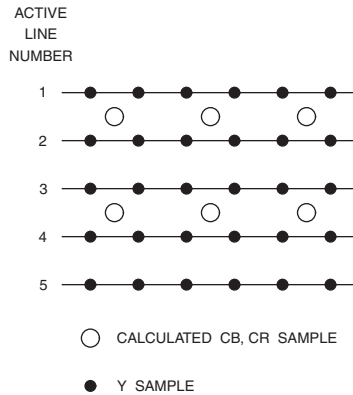 ACTIVE
LINE
NUMBER
1
2
3
4
5
CALCULATED CB, CR SAMPLE
Y SAMPLE